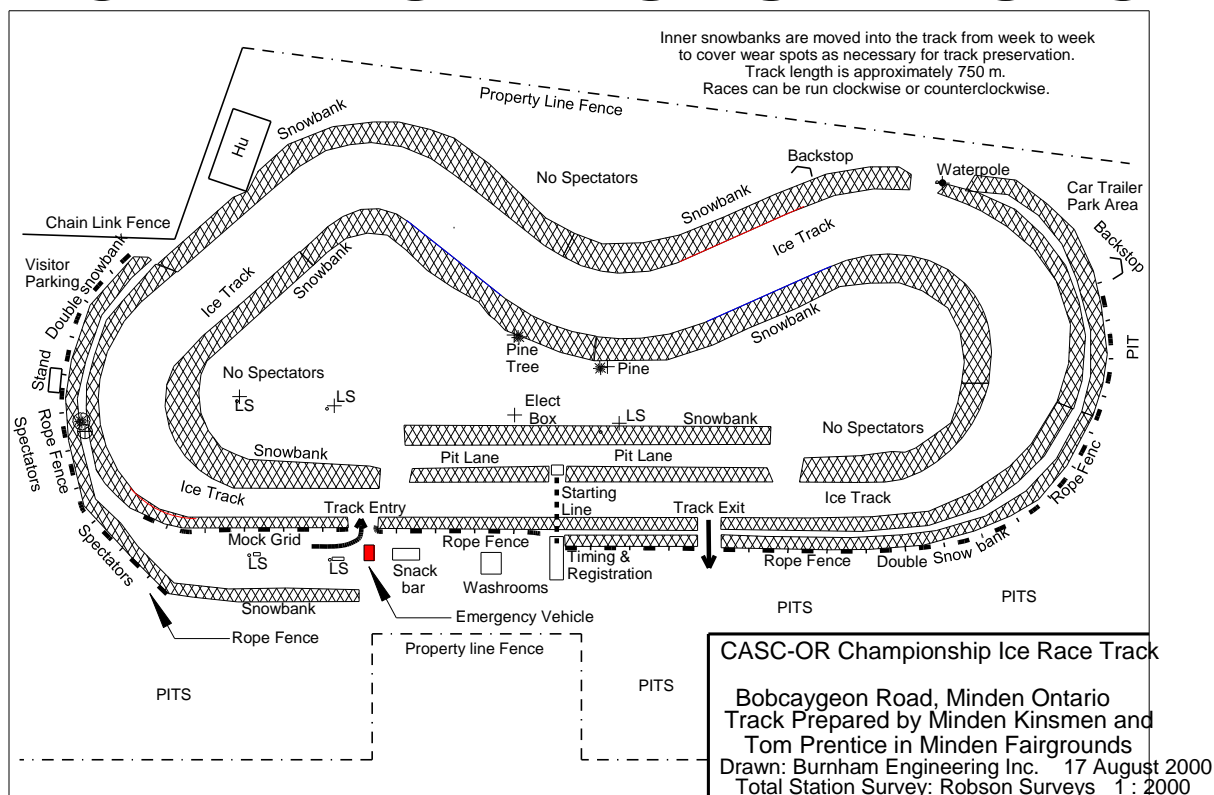 Inner snowbanks are moved into the track from week to week
to cover wear spots as necessary for track preservation.
Track length is approximately 750 m.
Races can be run clockwise or counterclockwise.
Property Line Fence
Snowbank
Hu
No Spectators
Backstop
Waterpole
Car Trailer
Park Area
Snowbank
Chain Link Fence
Ice Track
Backstop
Visitor
Parking
Double snowbank
Ice Track
Snowbank
Snowbank
PIT
Pine
Tree
Pine
Stand
No Spectators
LS
LS
Elect
Box
LS
Snowbank
No Spectators
Rope Fence
Spectators
Snowbank
Pit Lane
Pit Lane
Rope Fenc
Ice Track
Track Entry
Starting
Line
Track Exit
Ice Track
Mock Grid
Rope Fence
Spectators
LS
LS
Snack
bar
Washrooms
Timing &
Registration
Rope Fence
Double
Snow bank
Snowbank
Emergency Vehicle
PITS
PITS
Rope Fence
Property line Fence
PITS
PITS
CASC-OR Championship Ice Race Track
Bobcaygeon Road, Minden Ontario
Track Prepared by Minden Kinsmen and
Tom Prentice in Minden Fairgrounds
Drawn: Burnham Engineering Inc. 17 August 2000
Total Station Survey: Robson Surveys 1 : 2000